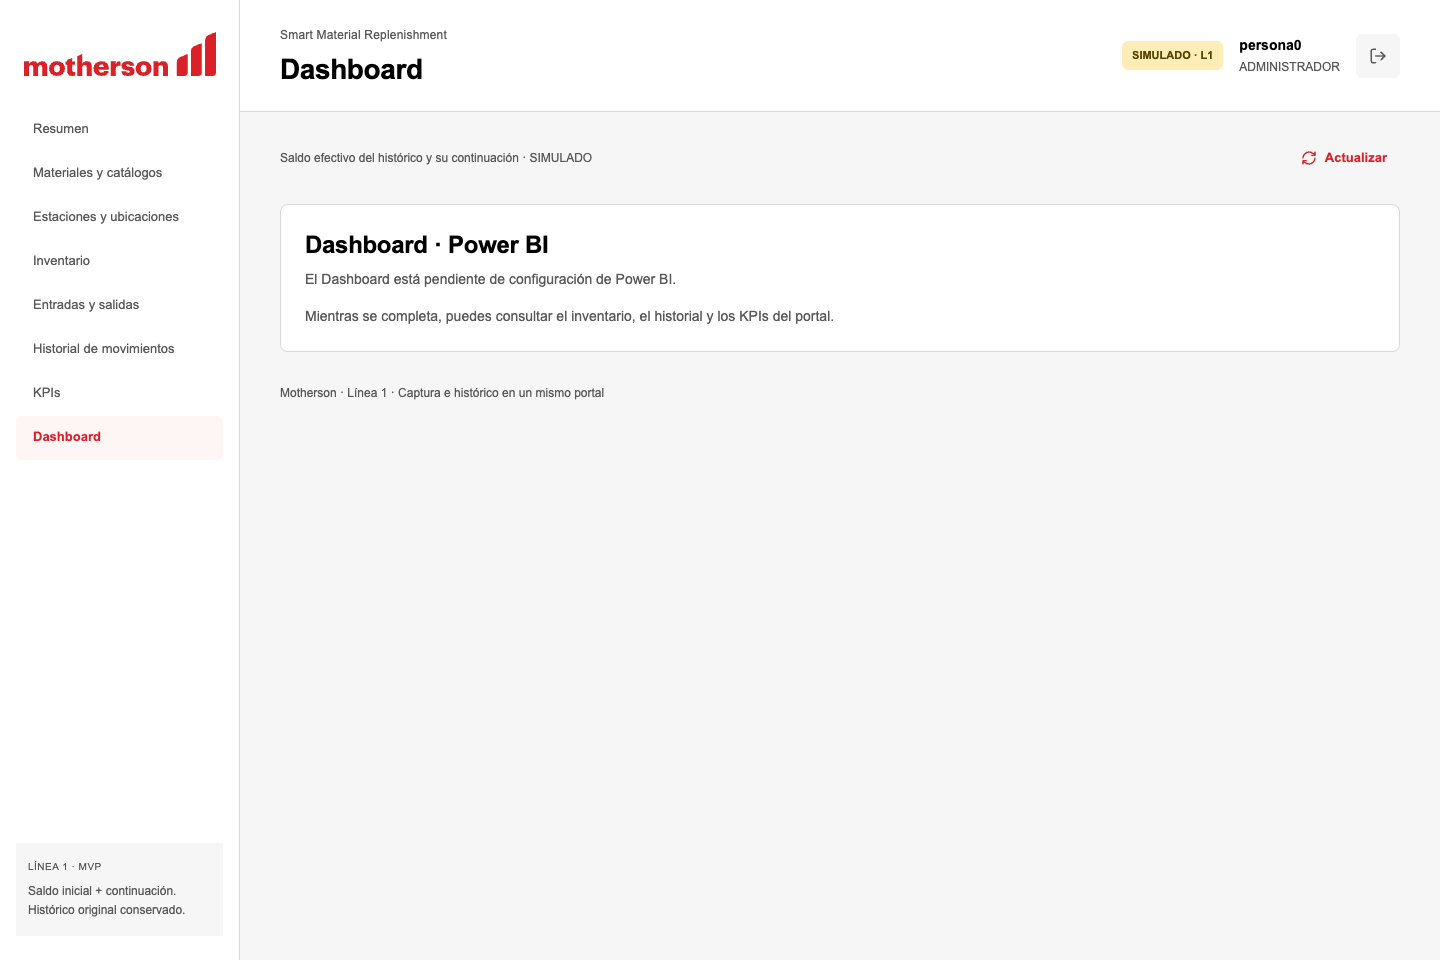 motherson
Resumen
Materiales y catálogos
Estaciones y ubicaciones
Inventario
Entradas y salidas
Historial de movimientos
KPIs
Dashboard
LÍNEA 1 · MVP
Saldo inicial + continuación.
Histórico original conservado.
Smart Material Replenishment
Dashboard
SIMULADO · L1
persona0
ADMINISTRADOR
Saldo efectivo del histórico y su continuación · SIMULADO
Actualizar
Dashboard · Power BI
El Dashboard está pendiente de configuración de Power BI.
Mientras se completa, puedes consultar el inventario, el historial y los KPIs del portal.
Motherson · Línea 1 · Captura e histórico en un mismo portal